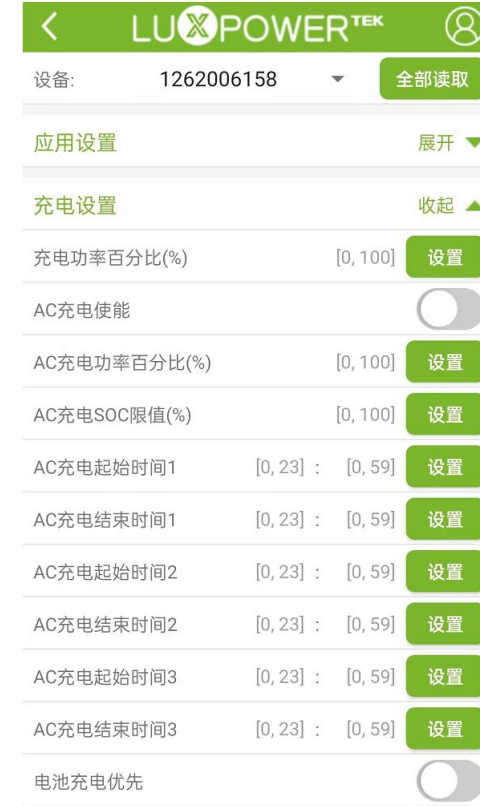 LUXPOWERTEK
设备: 1262006158 全部读取
应用设置 展开
充电设置 收起
充电功率百分比(%) [0, 100] 设置
AC充电使能
AC充电功率百分比(%) [0, 100] 设置
AC充电SOC限值(%) [0, 100] 设置
AC充电起始时间1 [0, 23] : [0, 59] 设置
AC充电结束时间1 [0, 23] : [0, 59] 设置
AC充电起始时间2 [0, 23] : [0, 59] 设置
AC充电结束时间2 [0, 23] : [0, 59] 设置
AC充电起始时间3 [0, 23] : [0, 59] 设置
AC充电结束时间3 [0, 23] : [0, 59] 设置
电池充电优先